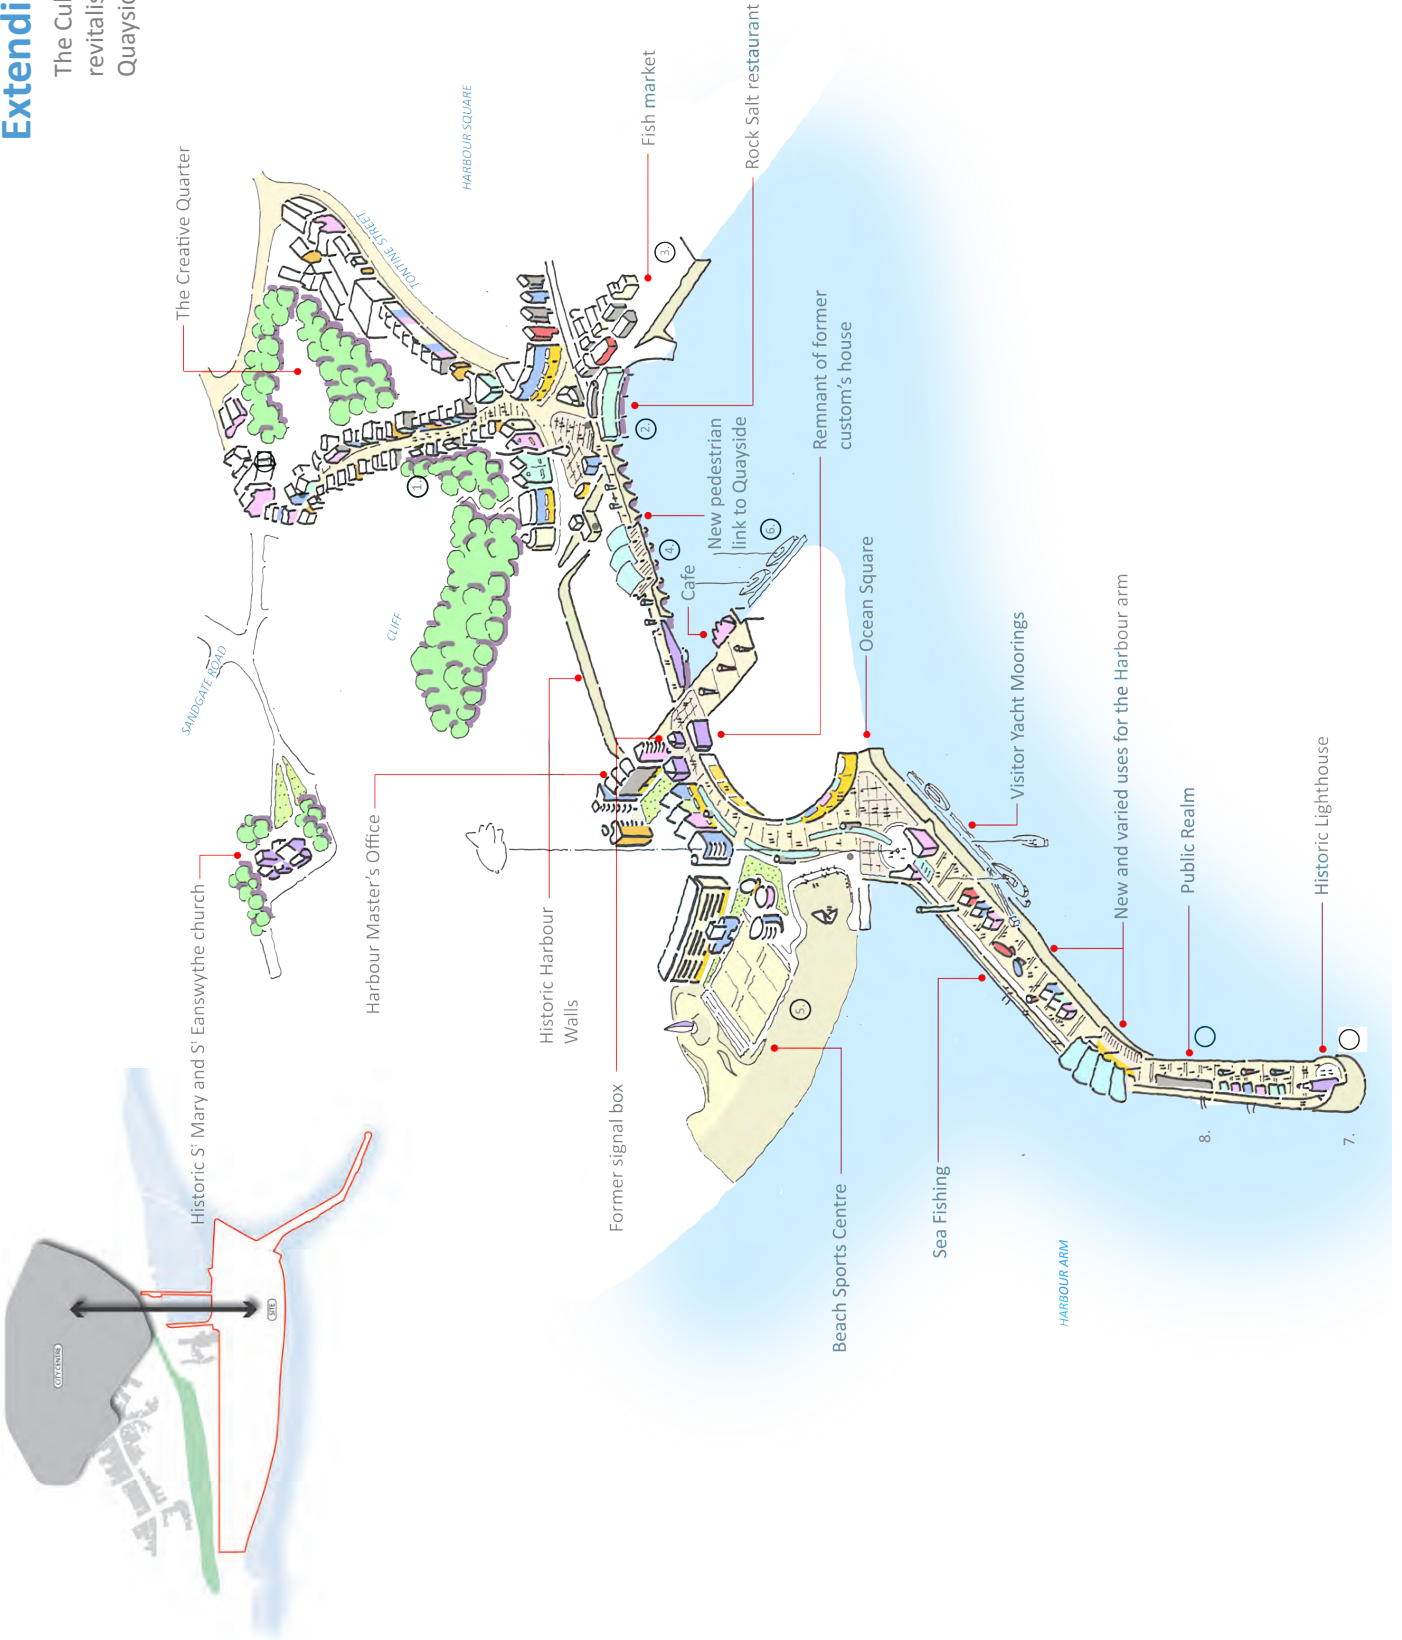 Extendi
The Cul
revitalis
Quaysid
The Creative Quarter
HARBOUR SQUARE
TONTINE STREET
Fish market
Rock Salt restaurant
Remnant of former
custom's house
New pedestrian
link to Quayside
Cafe
Ocean Square
Visitor Yacht Moorings
New and varied uses for the Harbour arm
Public Realm
Historic Lighthouse
SANDGATE ROAD
CLIFF
Historic Sᵗ Mary and Sᵗ Eanswythe church
Harbour Master's Office
Historic Harbour
Walls
Former signal box
Beach Sports Centre
Sea Fishing
HARBOUR ARM
CITY CENTRE
SITE
1.
2.
3.
4.
5.
6.
7.
8.